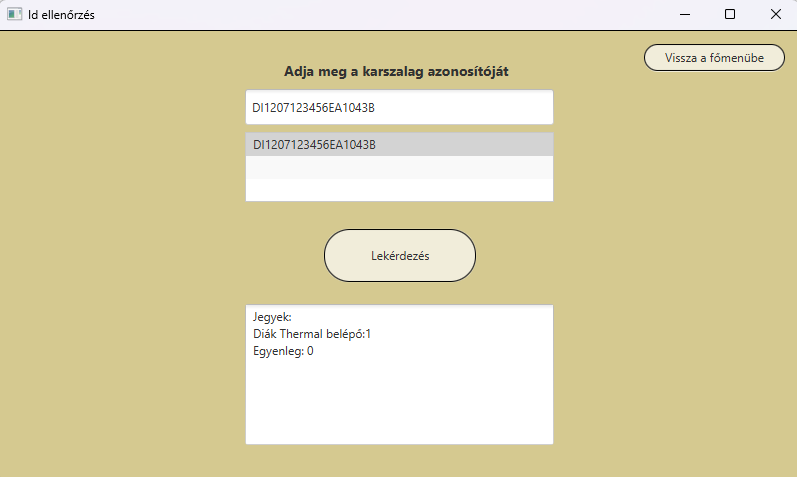 Id ellenőrzés
Vissza a főmenübe
Adja meg a karszalag azonosítóját
DI1207123456EA1043B
DI1207123456EA1043B
Lekérdezés
Jegyek:
Diák Thermal belépő:1
Egyenleg: 0